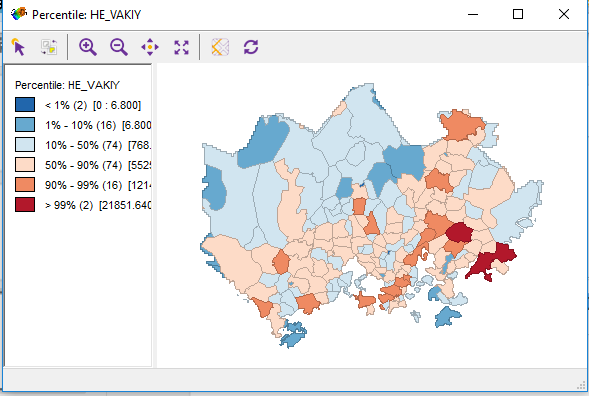 Percentile: HE_VAKIY
Percentile: HE_VAKIY
< 1% (2) [0 : 6.800]
1% - 10% (16) [6.800
10% - 50% (74) [768.
50% - 90% (74) [5525
90% - 99% (16) [1214
> 99% (2) [21851.640